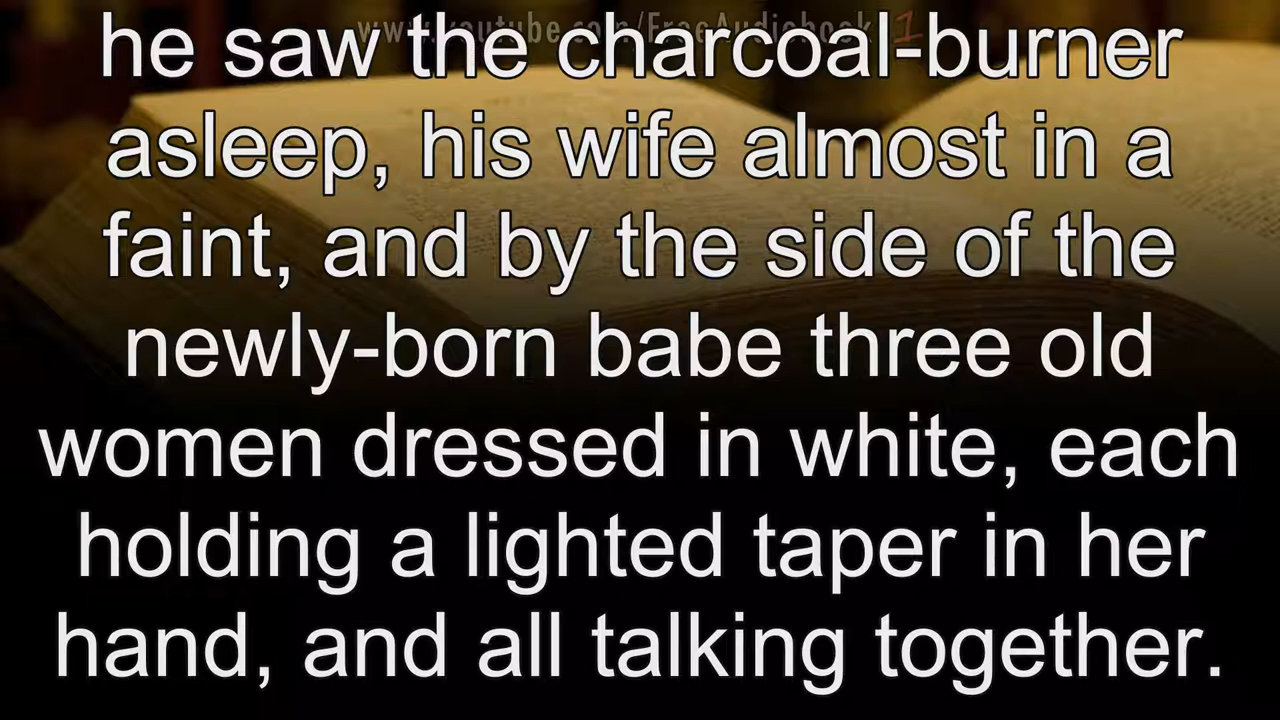 he saw the charcoal-burner
asleep, his wife almost in a
faint, and by the side of the
newly-born babe three old
women dressed in white, each
holding a lighted taper in her
hand, and all talking together.